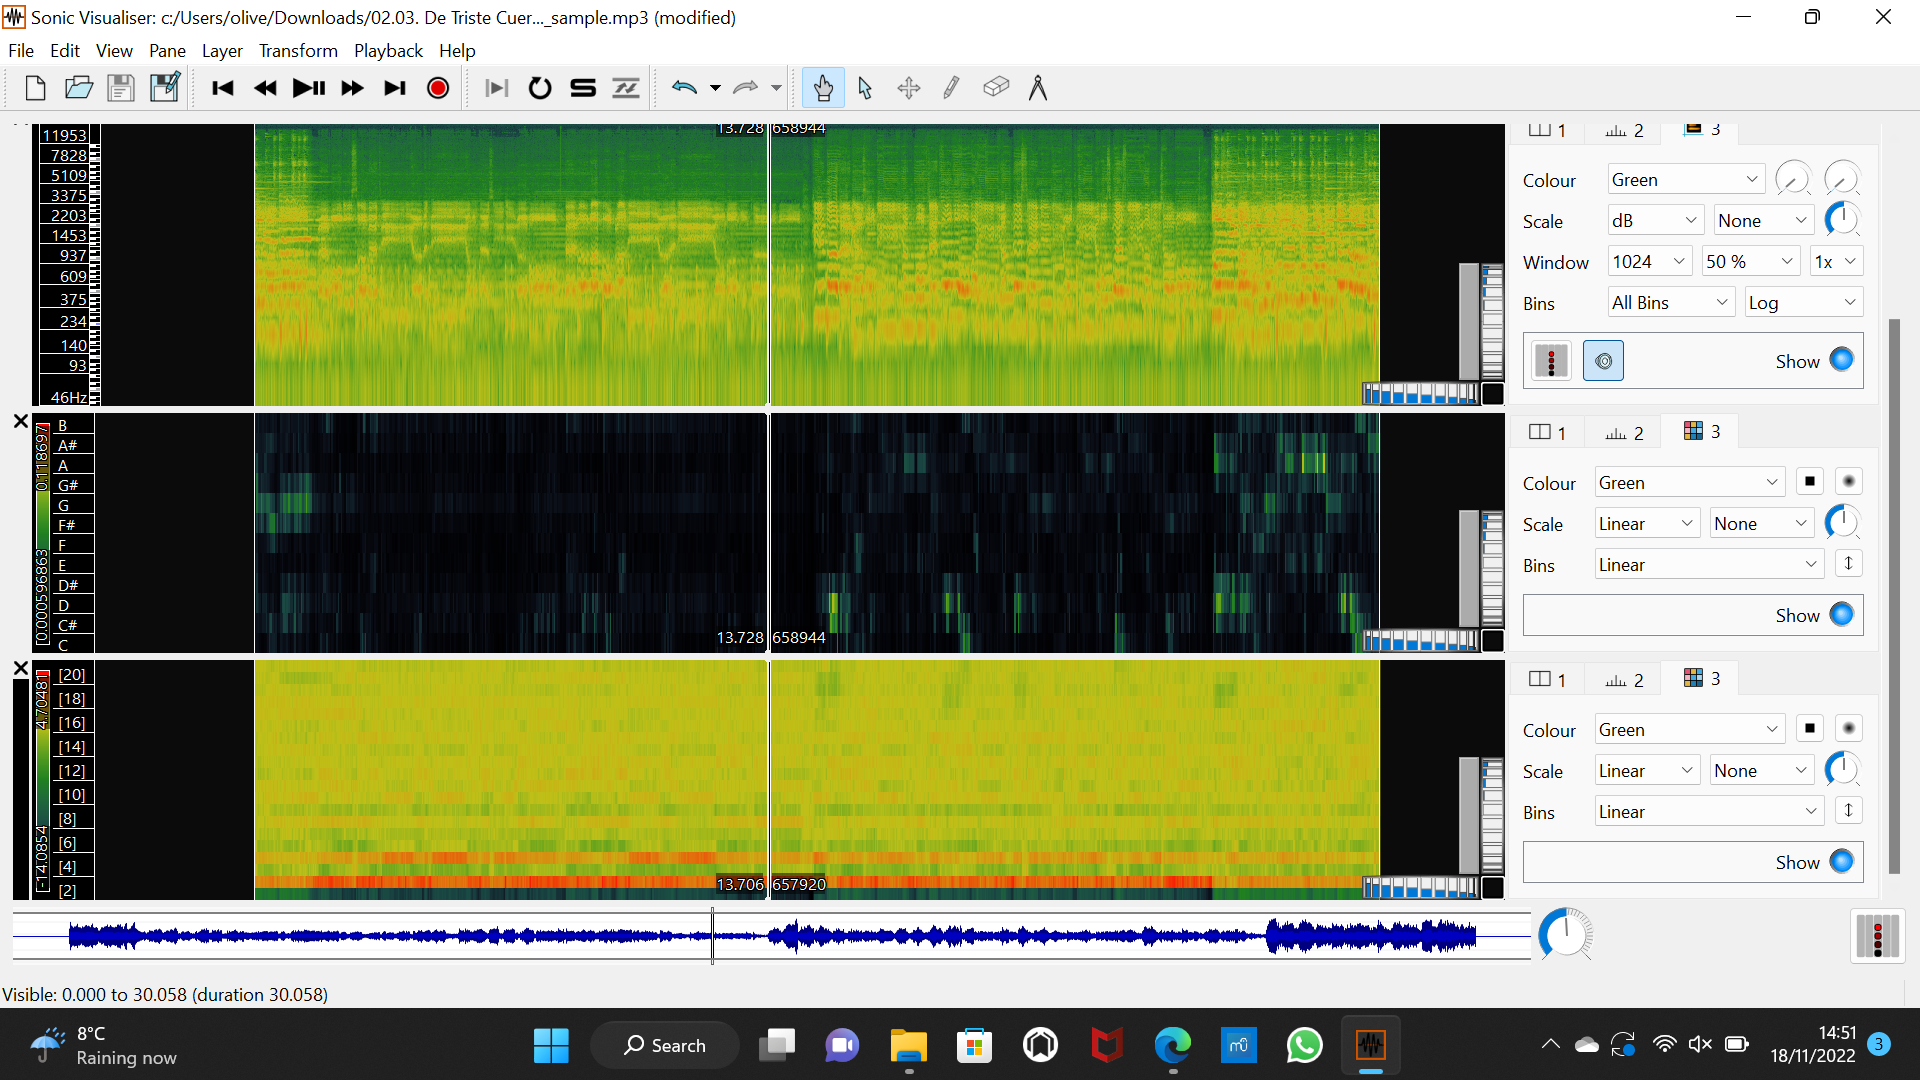 Sonic Visualiser: c:/Users/olive/Downloads/02.03. De Triste Cuer..._sample.mp3 (modified)
File Edit View Pane Layer Transform Playback Help
11953
7828
5109
3375
2203
1453
937
609
375
234
140
93
46Hz
13.728 658944
1 2 3
Colour Green
Scale dB None
Window 1024 50 % 1x
Bins All Bins Log
Show
0.118697
0.000596863
B
A#
A
G#
G
F#
F
E
D#
D
C#
C
13.728 658944
1 2 3
Colour Green
Scale Linear None
Bins Linear
Show
4.70481
-14.0854
[20]
[18]
[16]
[14]
[12]
[10]
[8]
[6]
[4]
[2]
13.706 657920
1 2 3
Colour Green
Scale Linear None
Bins Linear
Show
Visible: 0.000 to 30.058 (duration 30.058)
8°C
Raining now
Search
14:51
18/11/2022
3